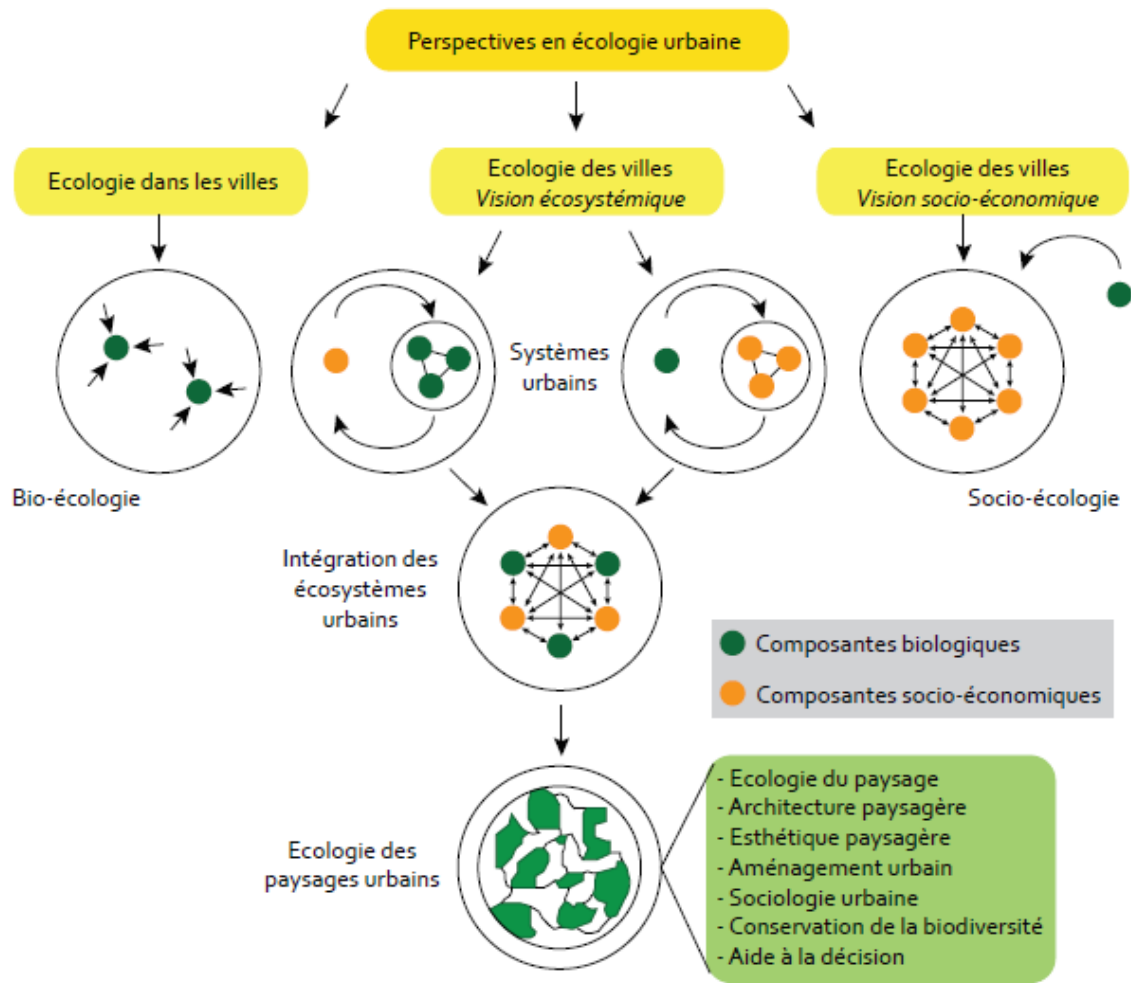 Perspectives en écologie urbaine
Ecologie dans les villes
Ecologie des villes
Vision écosystémique
Ecologie des villes
Vision socio-économique
Systèmes
urbains
Bio-écologie
Socio-écologie
Intégration des
écosystèmes
urbains
Composantes biologiques
Composantes socio-économiques
Ecologie des
paysages urbains
- Ecologie du paysage
- Architecture paysagère
- Esthétique paysagère
- Aménagement urbain
- Sociologie urbaine
- Conservation de la biodiversité
- Aide à la décision